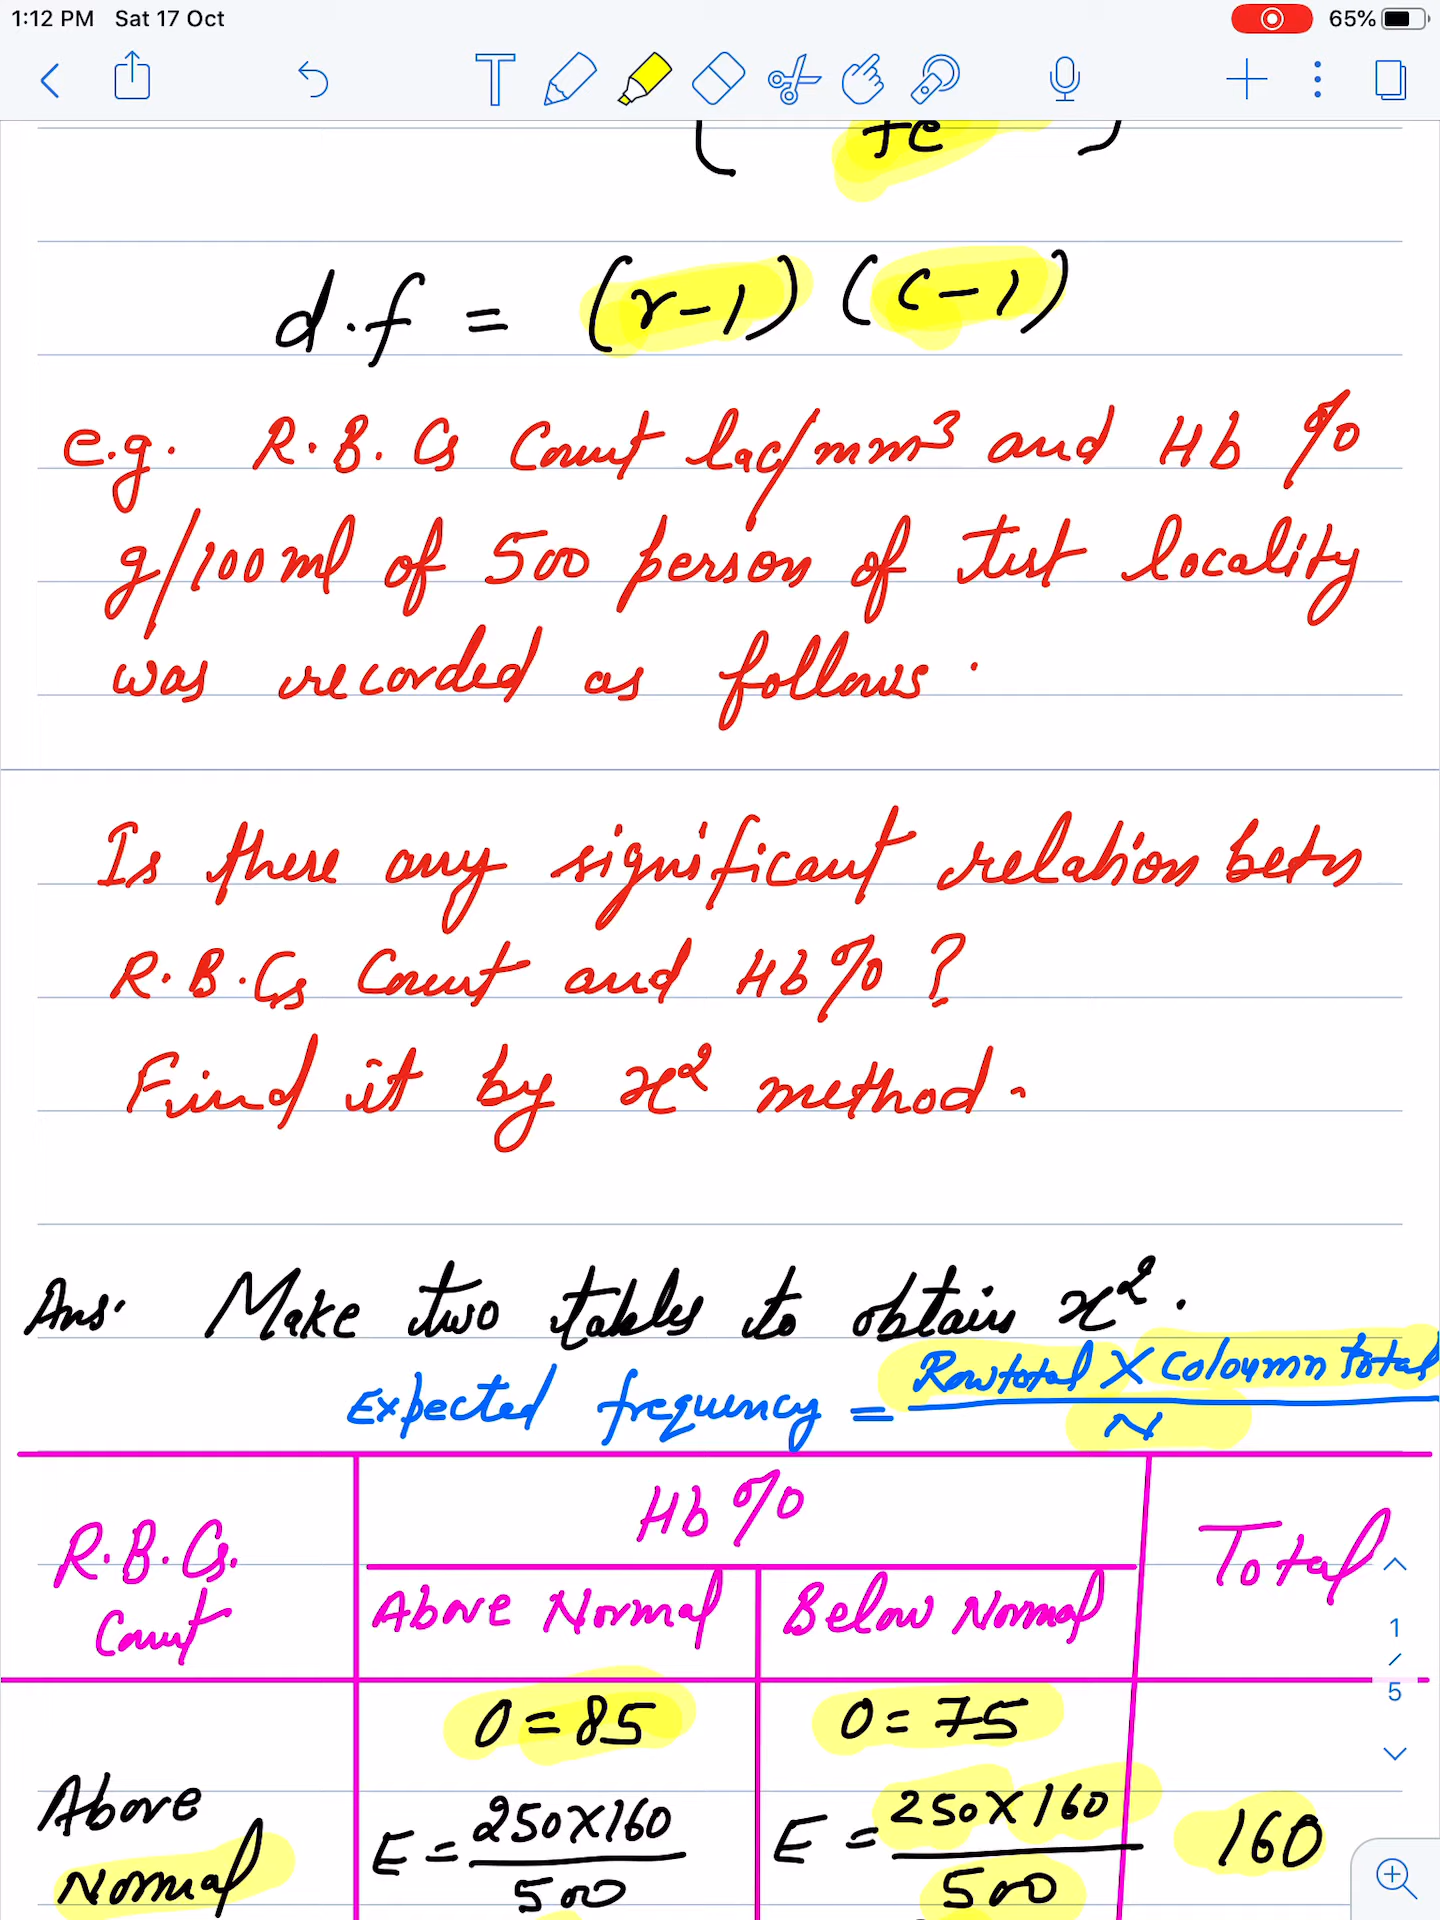 1:12 PM Sat 17 Oct 65%
T
fe
d.f = (r-1) (c-1)
e.g. R.B.Cs Count lac/mm³ and Hb %
g/100ml of 500 person of test locality
was recorded as follows.
Is there any significant relation betn
R.B.Cs Count and Hb% ?
Find it by x² method.
Ans. Make two tables to obtain x².
Expected frequency = Row total X Coloumn total
N
R.B.Cs. Hb % Total
Count Above Normal Below Normal
1
/
5
O = 85 O = 75
Above E = 250X160 E = 250X160 160
Normal 500 500